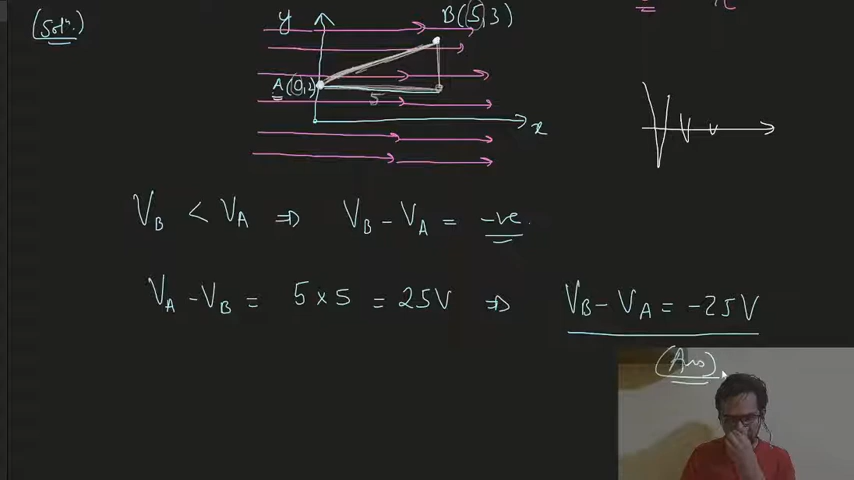 (Soln.)
y
B(5,3)
A(0,2)
5
x
V_B < V_A ⇒ V_B - V_A = -ve.
V_A - V_B = 5 × 5 = 25V ⇒ V_B - V_A = -25V
(Ans)